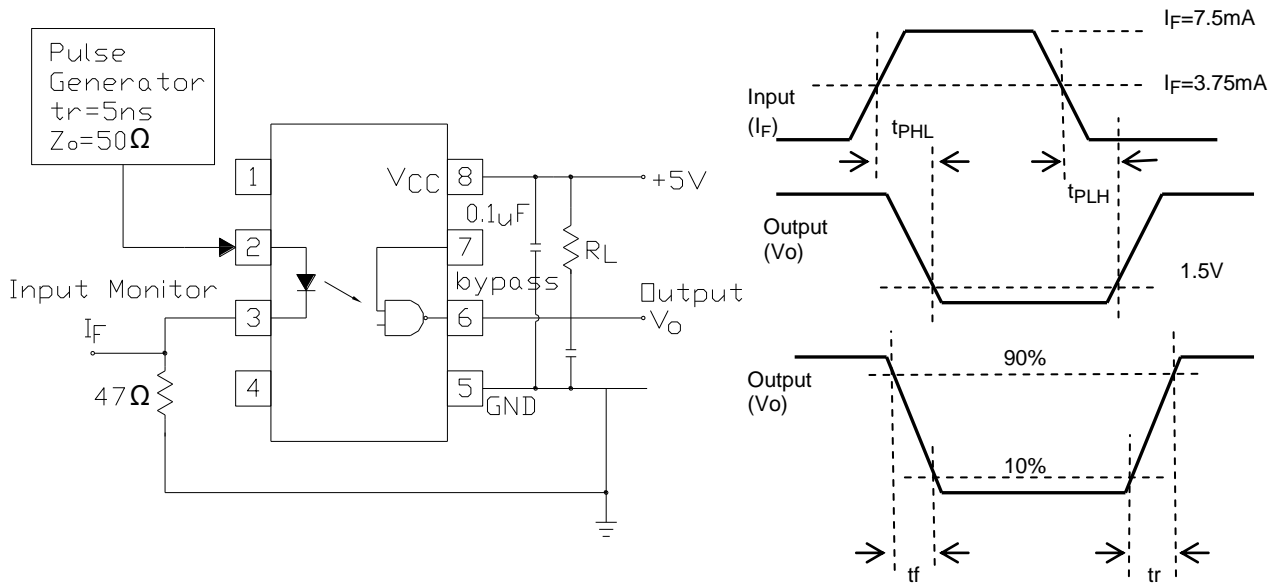 Pulse
Generator
tr=5ns
Zo=50Ω
1
2
3
4
VCC 8
7
6
5
GND
0.1uF
bypass
RL
+5V
Output
Vo
Input Monitor
IF
47Ω
IF=7.5mA
IF=3.75mA
Input
(IF)
tPHL
tPLH
Output
(Vo)
1.5V
Output
(Vo)
90%
10%
tf
tr